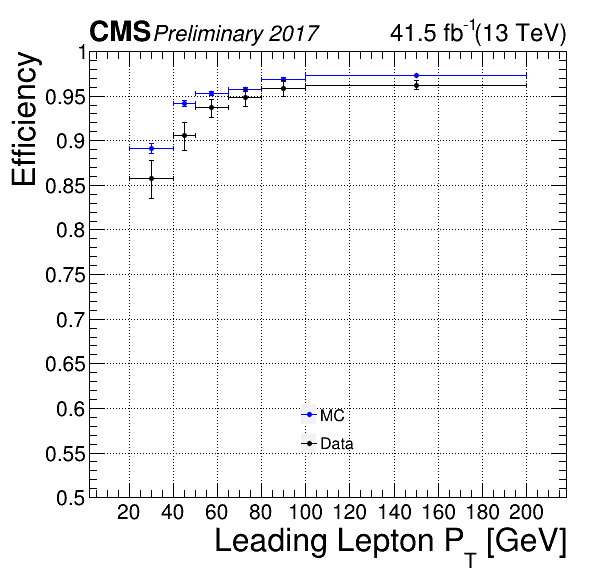 CMS Preliminary 2017 41.5 fb⁻¹(13 TeV)
Efficiency
1
0.95
0.9
0.85
0.8
0.75
0.7
0.65
0.6
0.55
0.5
MC
Data
20 40 60 80 100 120 140 160 180 200
Leading Lepton P_T [GeV]